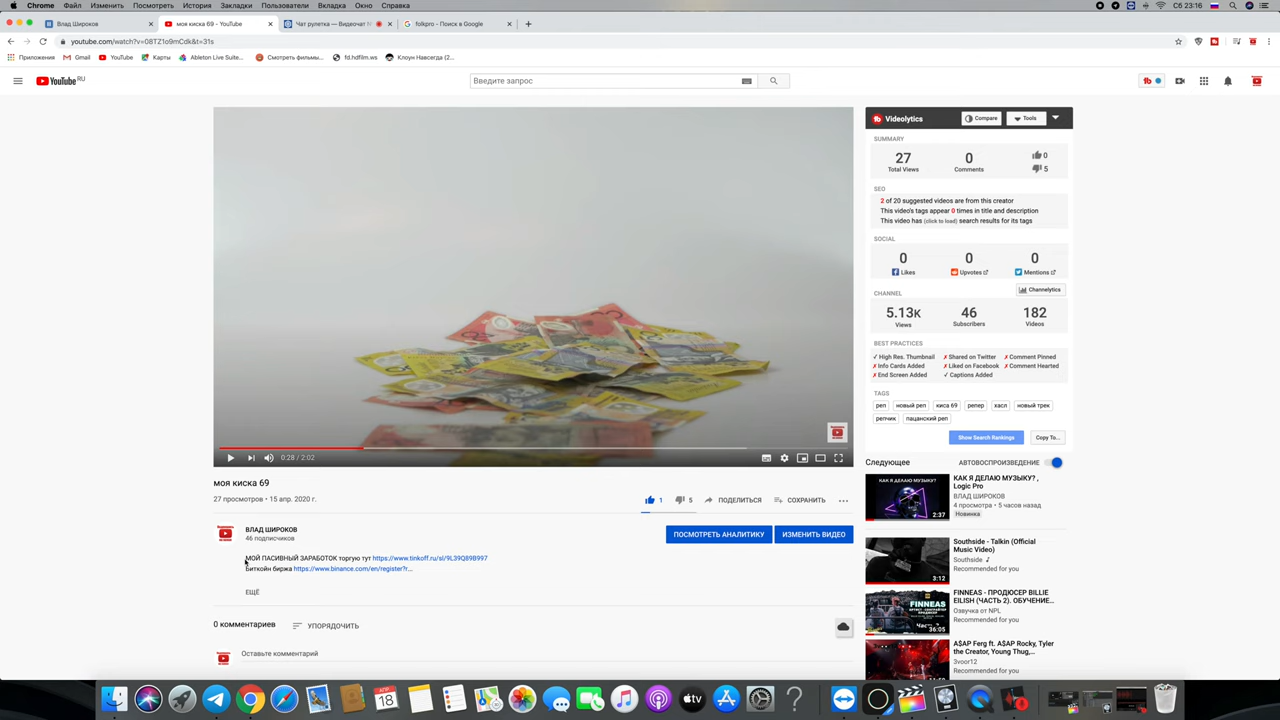 Chrome Файл Изменить Посмотреть История Закладки Пользователи Вкладка Окно Справка Сб 23:16
Влад Широков
моя киска 69 - YouTube
Чат рулетка — Видеочат
folkpro - Поиск в Google
youtube.com/watch?v=08TZ1o9mCdk&t=31s
Приложения Gmail YouTube Карты Ableton Live Suite... Смотреть фильмы... fd.hdfilm.ws Клоун Навсегда (2...
YouTube RU
Введите запрос
Videolytics Compare Tools
SUMMARY
27 0 0
Total Views Comments 5
SEO
2 of 20 suggested videos are from this creator
This video's tags appear 0 times in title and description
This video has (click to load) search results for its tags
SOCIAL
0 0 0
Likes Upvotes Mentions
CHANNEL Channelytics
5.13K 46 182
Views Subscribers Videos
BEST PRACTICES
✓ High Res. Thumbnail ✗ Shared on Twitter ✗ Comment Pinned
✗ Info Cards Added ✗ Liked on Facebook ✗ Comment Hearted
✗ End Screen Added ✓ Captions Added
TAGS
реп новый реп киса 69 репер хасл новый трек
репчик пацанский реп
Show Search Rankings Copy To...
0:28 / 2:02
моя киска 69
27 просмотров • 15 апр. 2020 г.
1 5 ПОДЕЛИТЬСЯ СОХРАНИТЬ
ВЛАД ШИРОКОВ
46 подписчиков
ПОСМОТРЕТЬ АНАЛИТИКУ ИЗМЕНИТЬ ВИДЕО
МОЙ ПАСИВНЫЙ ЗАРАБОТОК торгую тут https://www.tinkoff.ru/sl/9L39Q89B997
Биткойн биржа https://www.binance.com/en/register?r...
ЕЩЁ
0 комментариев УПОРЯДОЧИТЬ
Оставьте комментарий
Следующее АВТОВОСПРОИЗВЕДЕНИЕ
КАК Я ДЕЛАЮ МУЗЫКУ?
2:37
КАК Я ДЕЛАЮ МУЗЫКУ? ,
Logic Pro
ВЛАД ШИРОКОВ
4 просмотра • 5 часов назад
Новинка
3:12
Southside - Talkin (Official
Music Video)
Southside
Recommended for you
FINNEAS
36:05
FINNEAS - ПРОДЮСЕР BILLIE
EILISH (ЧАСТЬ 2). ОБУЧЕНИЕ...
Озвучка от NPL
Recommended for you
A$AP Ferg ft. A$AP Rocky, Tyler
the Creator, Young Thug,...
3voor12
Recommended for you
АПР
18
tv